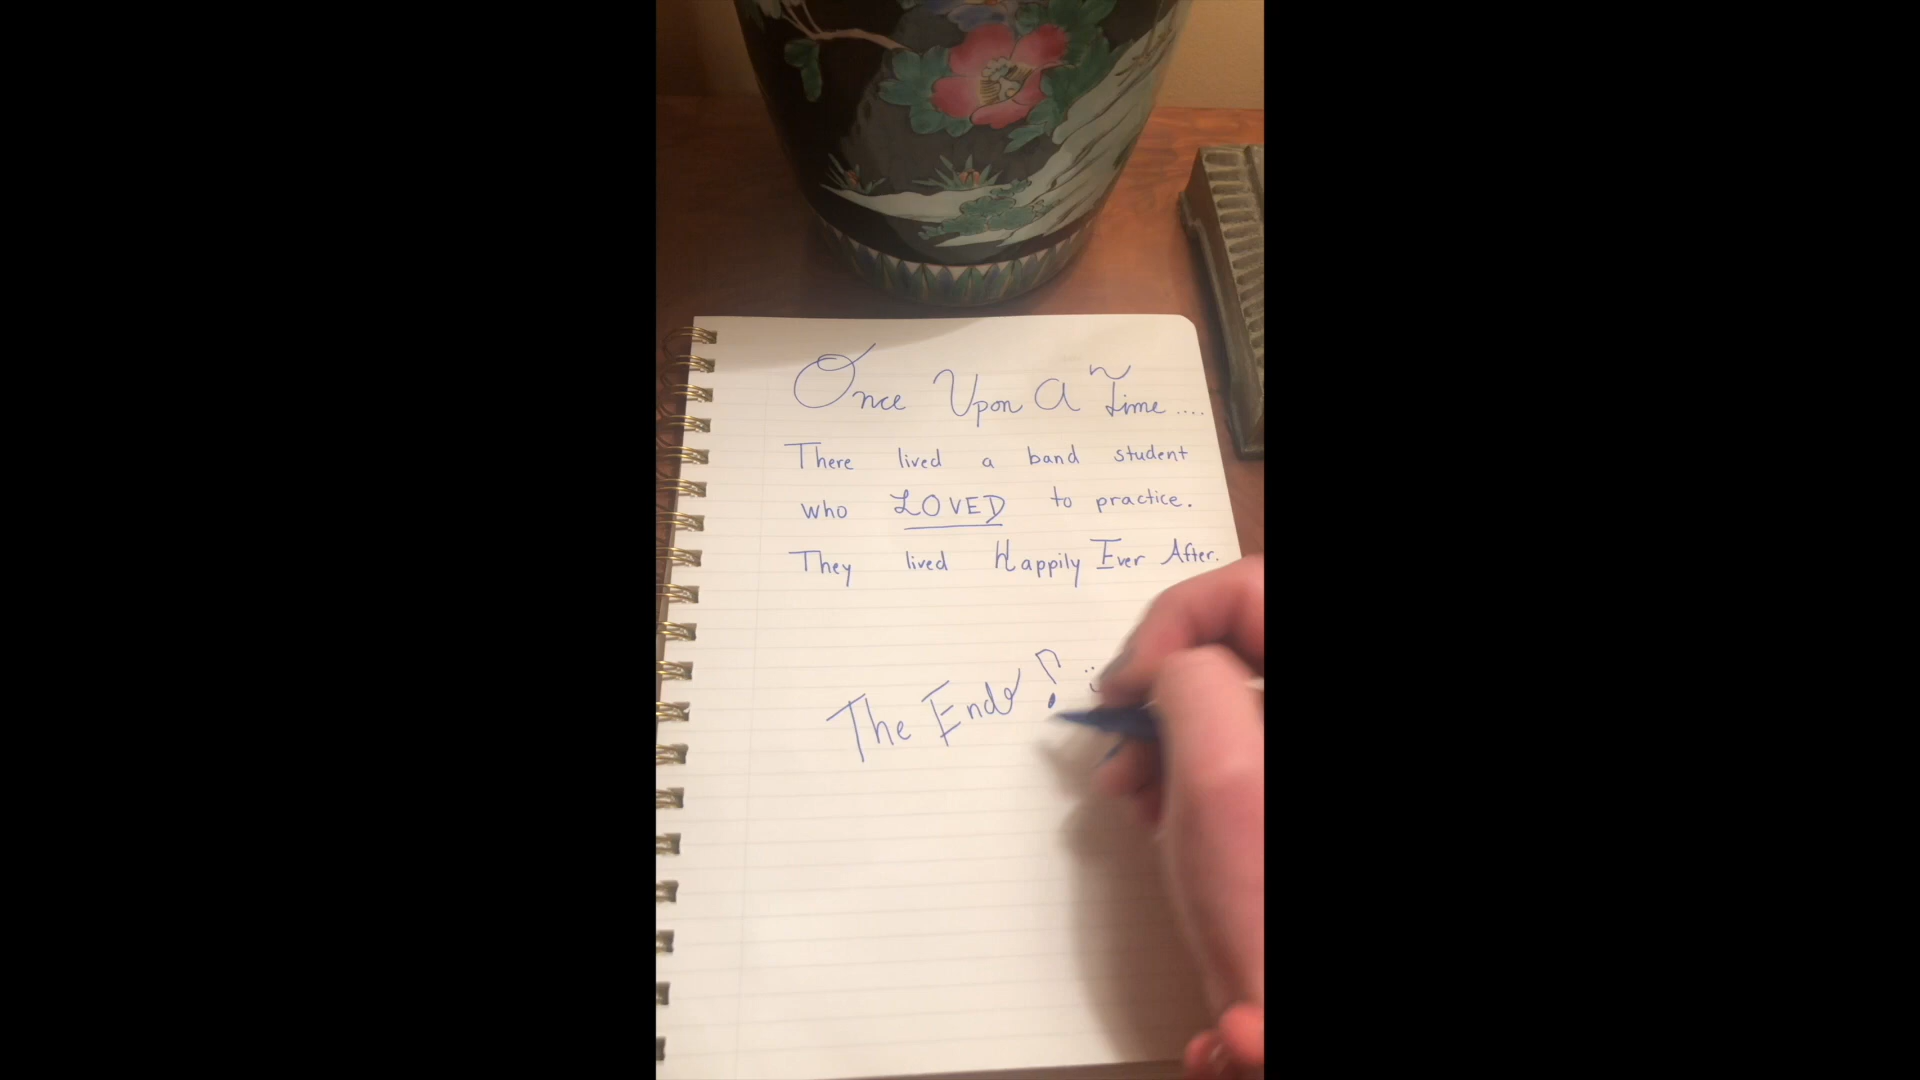 Once Upon A Time....
There lived a band student
who LOVED to practice.
They lived Happily Ever After.
The End! :)